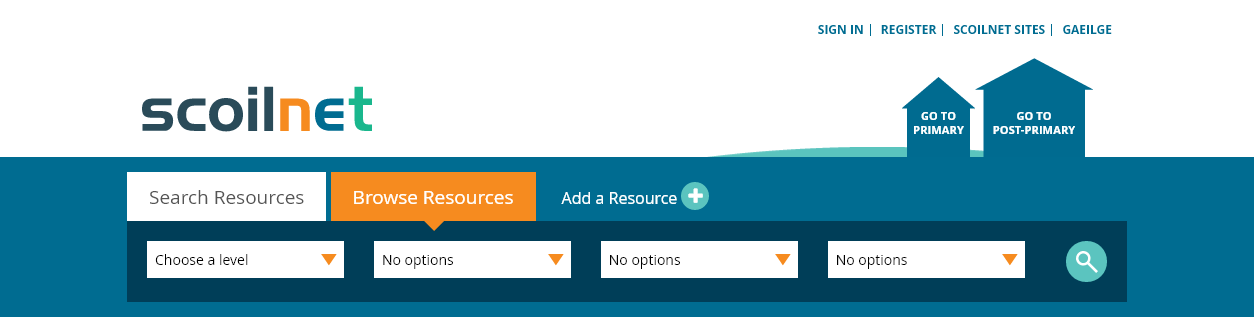 SIGN IN | REGISTER | SCOILNET SITES | GAEILGE
scoilnet
GO TO
PRIMARY
GO TO
POST-PRIMARY
Search Resources
Browse Resources
Add a Resource
Choose a level
No options
No options
No options